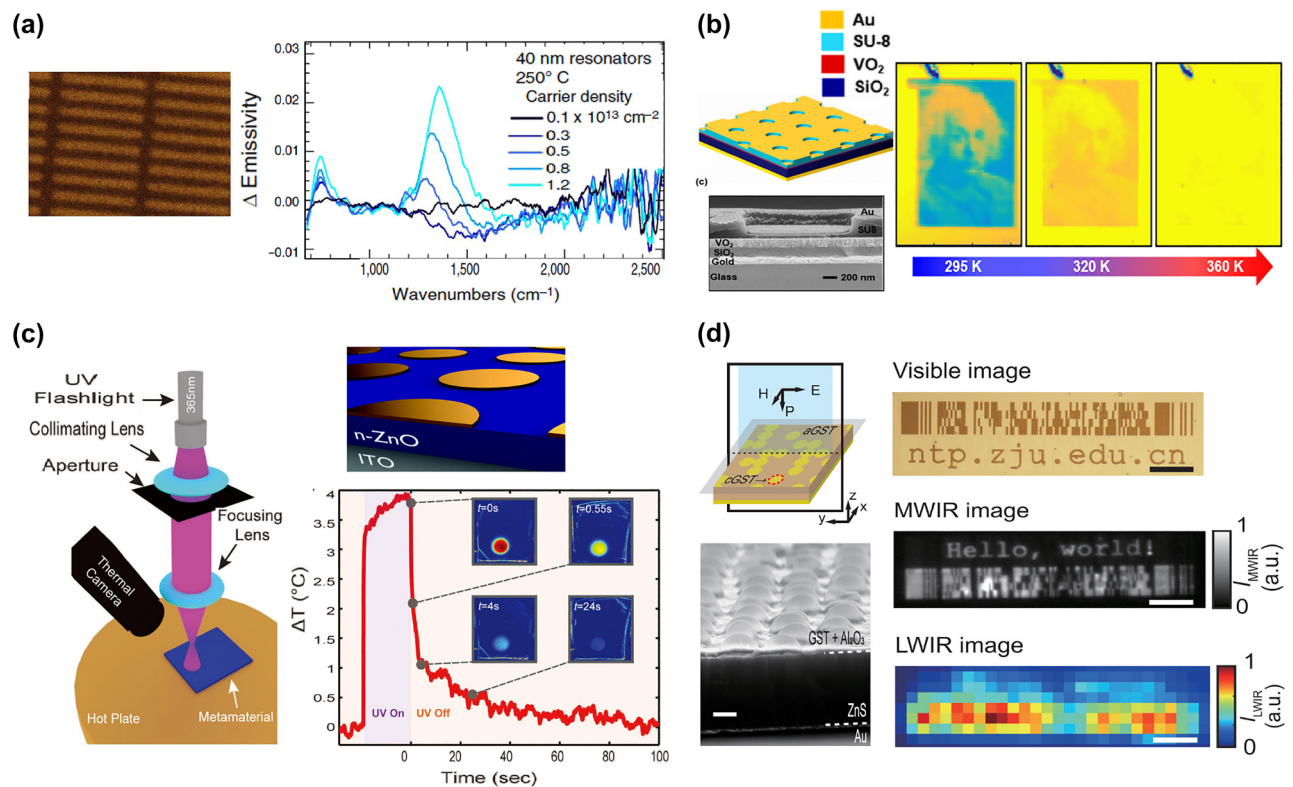 (a)
0.03
0.02
0.01
0.00
−0.01
Δ Emissivity
40 nm resonators
250° C
Carrier density
0.1 x 10¹³ cm⁻²
0.3
0.5
0.8
1.2
1,000
1,500
2,000
2,500
Wavenumbers (cm⁻¹)
(b)
Au
SU-8
VO₂
SiO₂
(c)
Au
SU8
VO₂
SiO₂
Gold
Glass
200 nm
295 K
320 K
360 K
(c)
UV
Flashlight
365nm
Collimating Lens
Aperture
Focusing
Lens
Thermal
Camera
Hot Plate
Metamaterial
n-ZnO
ITO
4
3.5
3
2.5
2
1.5
1
0.5
0
ΔT (°C)
t=0s
t=0.55s
t=4s
t=24s
UV On
UV Off
0
20
40
60
80
100
Time (sec)
(d)
H
E
P
aGST
cGST
z
x
y
GST + Al₂O₃
ZnS
Au
Visible image
ntp.zju.edu.cn
MWIR image
Hello, world!
1
0
I MWIR
(a.u.)
LWIR image
1
0
I LWIR
(a.u.)